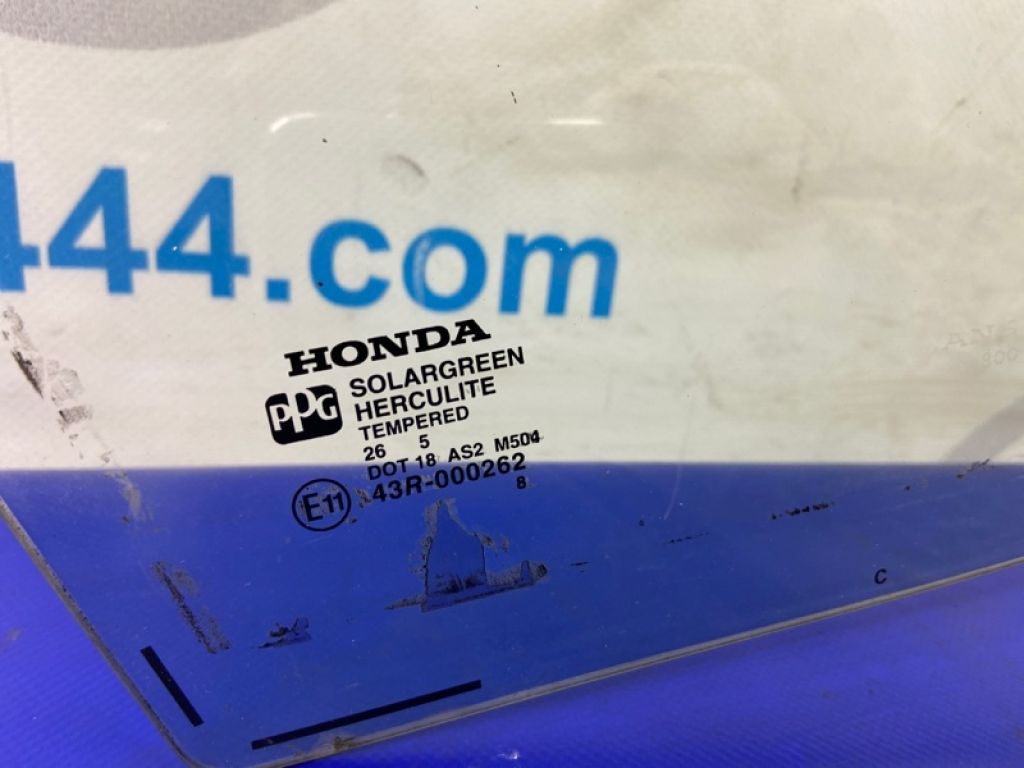 444.com
HONDA
PPG SOLARGREEN
HERCULITE
TEMPERED
26 5
DOT 18 AS2 M504
E11 43R-000262
8
C